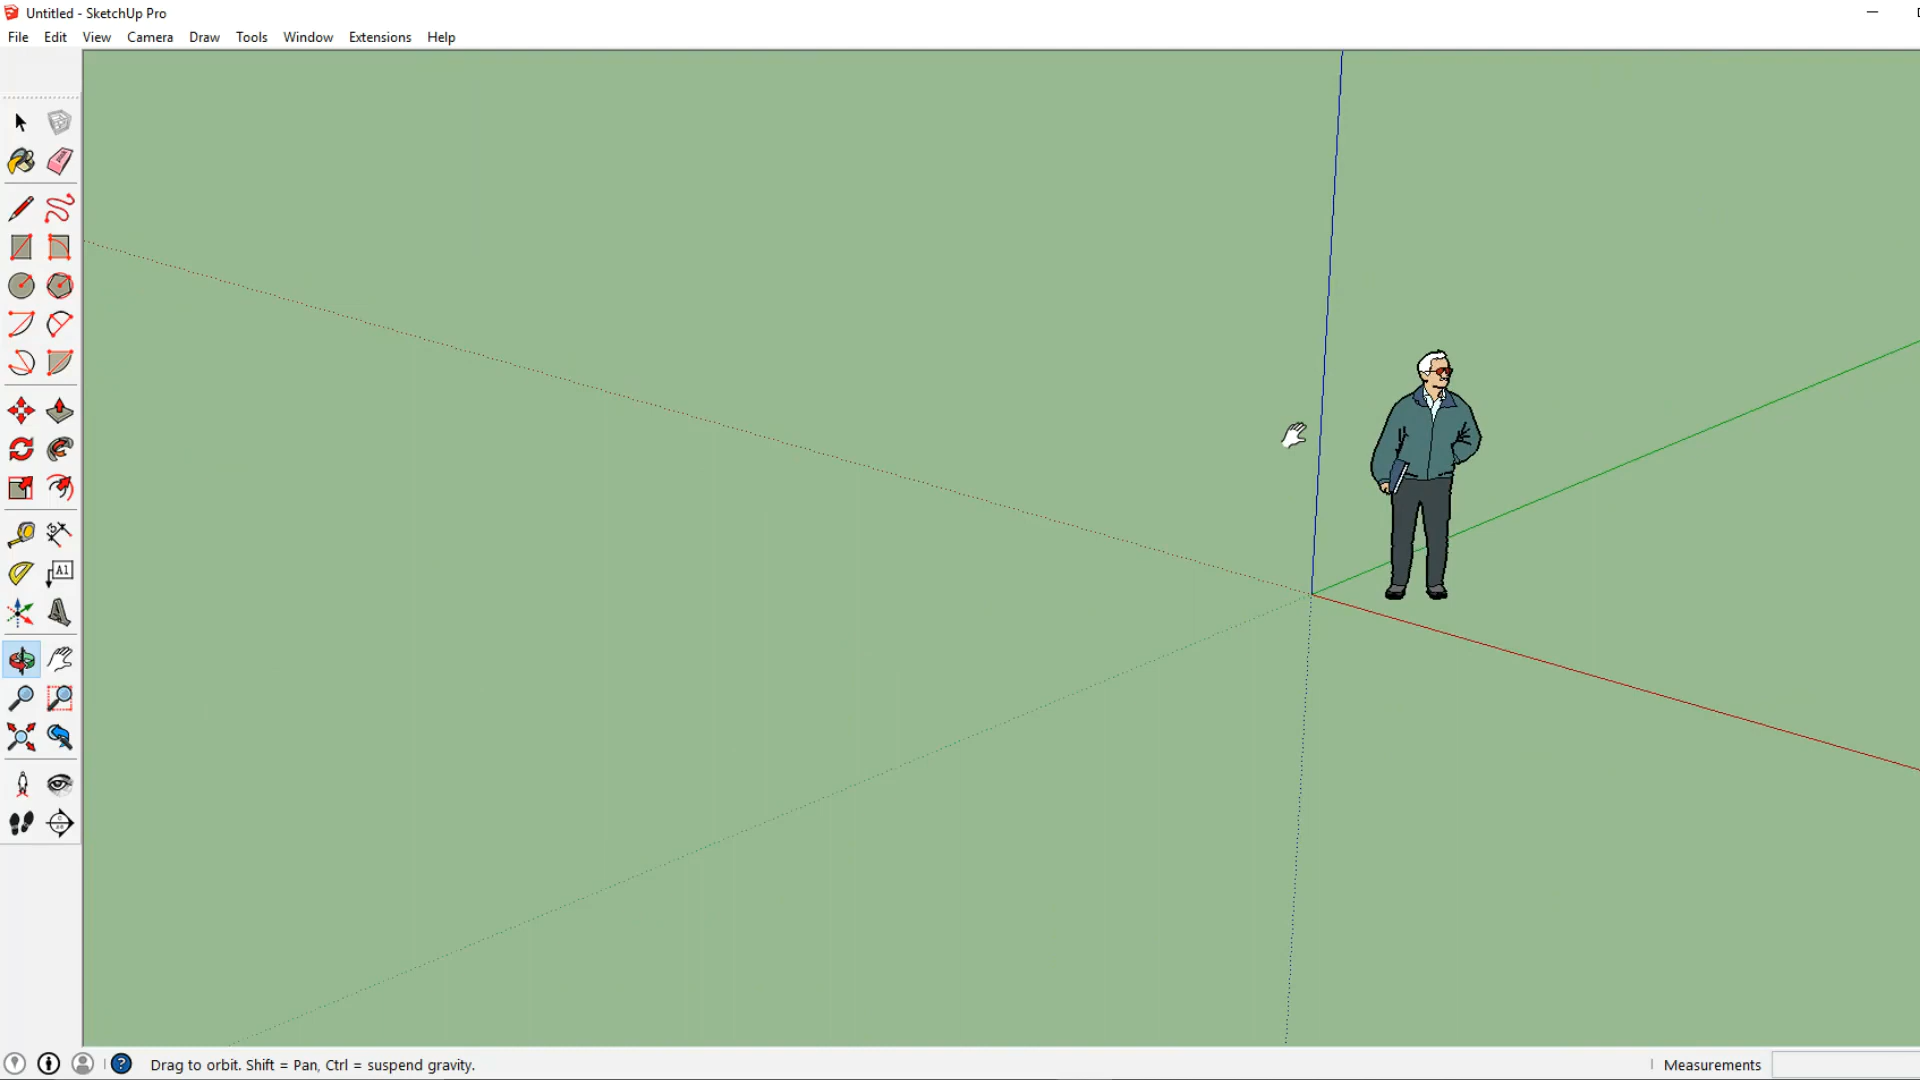 Untitled - SketchUp Pro
File Edit View Camera Draw Tools Window Extensions Help
A1
Drag to orbit. Shift = Pan, Ctrl = suspend gravity.
Measurements